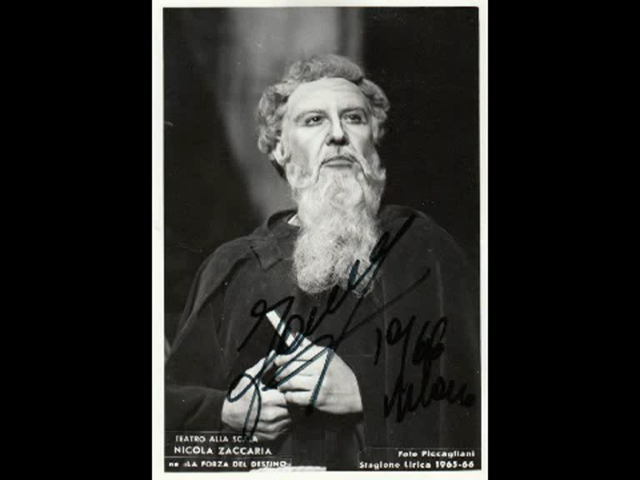 1966
Milano
TEATRO ALLA SCALA
NICOLA ZACCARIA
ne «LA FORZA DEL DESTINO»
Foto Piccagliani
Stagione Lirica 1965-66